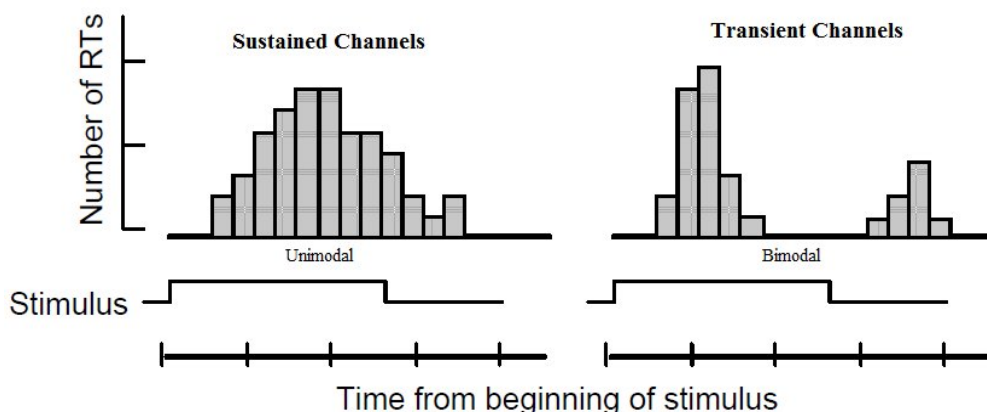 Sustained Channels
Transient Channels
Number of RTs
Unimodal
Bimodal
Stimulus
Time from beginning of stimulus